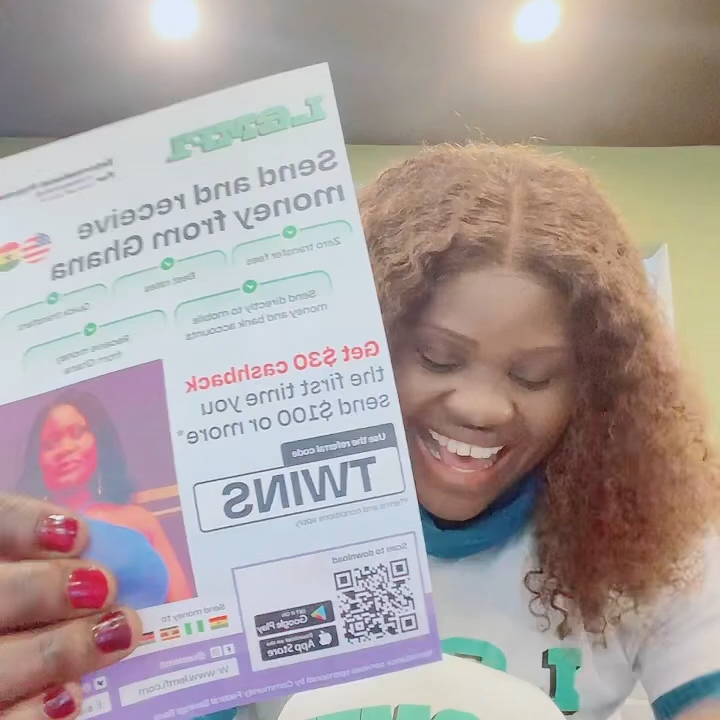 LEMFI
International Payments
Send and receive
money from Ghana
Zero transfer fees
Best rates
Quick transfers
Send directly to mobile
money and bank accounts
Receive money
from Ghana
Get $30 cashback
the first time you
send $100 or more*
Use the referral code
TWINS
*Terms and conditions apply
Scan to download
GET IT ON
Google Play
Download on the
App Store
Send money to
W: www.lemfi.com